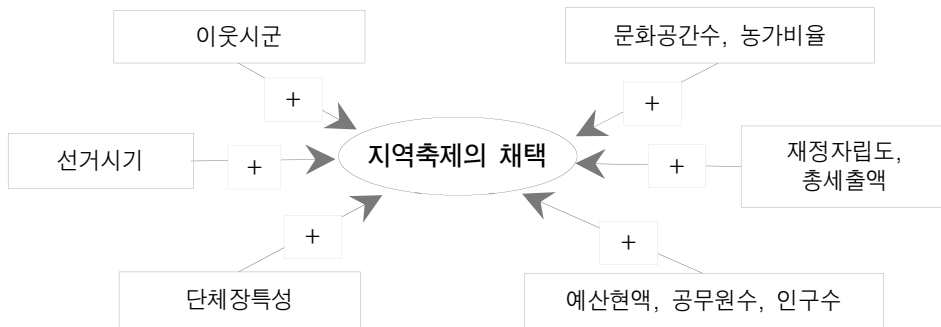 이웃시군
문화공간수, 농가비율
+
+
선거시기
+
지역축제의 채택
+
재정자립도,
총세출액
+
+
단체장특성
예산현액, 공무원수, 인구수